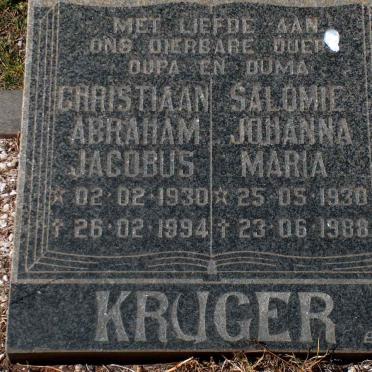 MET LIEFDE AAN
ONS DIERBARE OUERS
OUPA EN OUMA
CHRISTIAAN
ABRAHAM
JACOBUS
☆ 02·02·1930
† 26·02·1994
SALOMIE
JOHANNA
MARIA
☆ 25·05·1930
† 23·06·1988
KRUGER